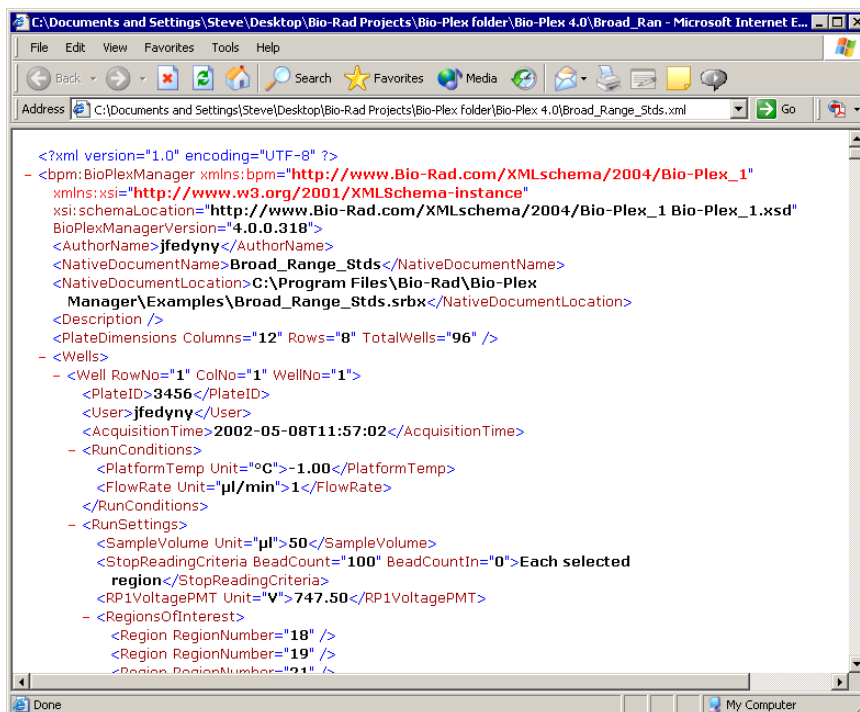 C:\Documents and Settings\Steve\Desktop\Bio-Rad Projects\Bio-Plex folder\Bio-Plex 4.0\Broad_Ran - Microsoft Internet E...
File Edit View Favorites Tools Help
Back Search Favorites Media
Address C:\Documents and Settings\Steve\Desktop\Bio-Rad Projects\Bio-Plex folder\Bio-Plex 4.0\Broad_Range_Stds.xml Go
<?xml version="1.0" encoding="UTF-8" ?>
- <bpm:BioPlexManager xmlns:bpm="http://www.Bio-Rad.com/XMLschema/2004/Bio-Plex_1"
xmlns:xsi="http://www.w3.org/2001/XMLSchema-instance"
xsi:schemaLocation="http://www.Bio-Rad.com/XMLschema/2004/Bio-Plex_1 Bio-Plex_1.xsd"
BioPlexManagerVersion="4.0.0.318">
<AuthorName>jfedyny</AuthorName>
<NativeDocumentName>Broad_Range_Stds</NativeDocumentName>
<NativeDocumentLocation>C:\Program Files\Bio-Rad\Bio-Plex
Manager\Examples\Broad_Range_Stds.srbx</NativeDocumentLocation>
<Description />
<PlateDimensions Columns="12" Rows="8" TotalWells="96" />
- <Wells>
- <Well RowNo="1" ColNo="1" WellNo="1">
<PlateID>3456</PlateID>
<User>jfedyny</User>
<AcquisitionTime>2002-05-08T11:57:02</AcquisitionTime>
- <RunConditions>
<PlatformTemp Unit="°C">-1.00</PlatformTemp>
<FlowRate Unit="µl/min">1</FlowRate>
</RunConditions>
- <RunSettings>
<SampleVolume Unit="µl">50</SampleVolume>
<StopReadingCriteria BeadCount="100" BeadCountIn="0">Each selected
region</StopReadingCriteria>
<RP1VoltagePMT Unit="V">747.50</RP1VoltagePMT>
- <RegionsOfInterest>
<Region RegionNumber="18" />
<Region RegionNumber="19" />
<Region RegionNumber="21" />
Done My Computer